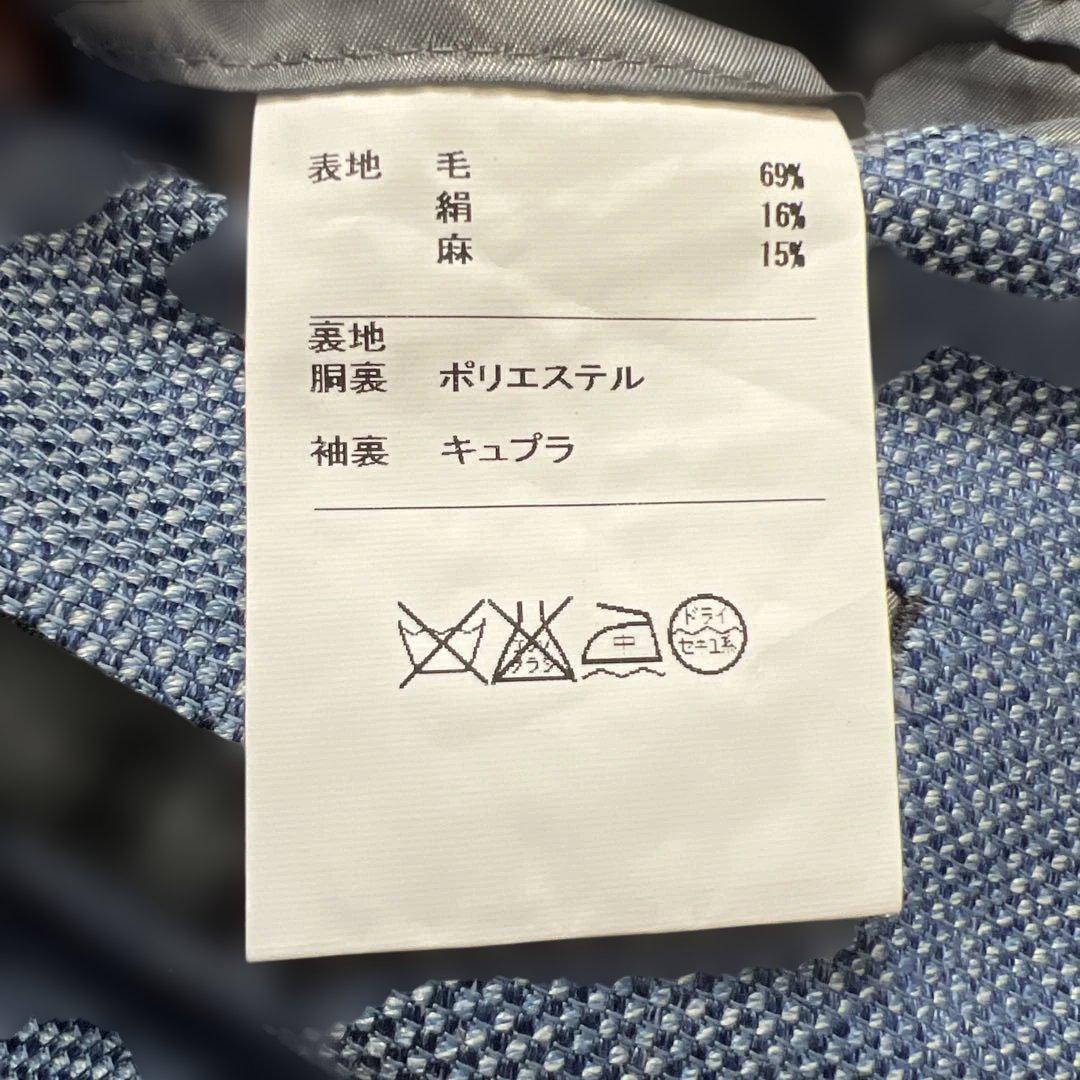 表地 毛 69%
絹 16%
麻 15%
裏地
胴裏 ポリエステル
袖裏 キュプラ
中
ドライ
セキユ系